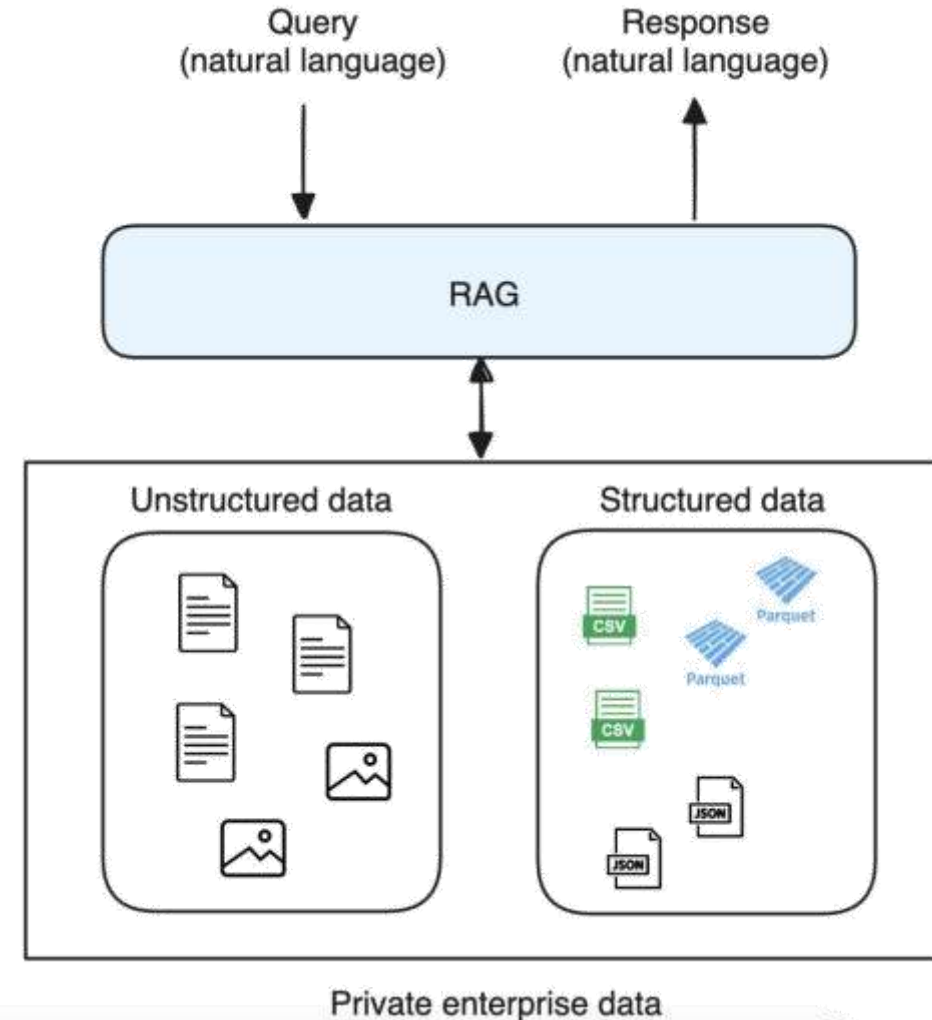 Query
(natural language)
Response
(natural language)
RAG
Unstructured data
Structured data
Parquet
CSV
Parquet
CSV
JSON
JSON
Private enterprise data